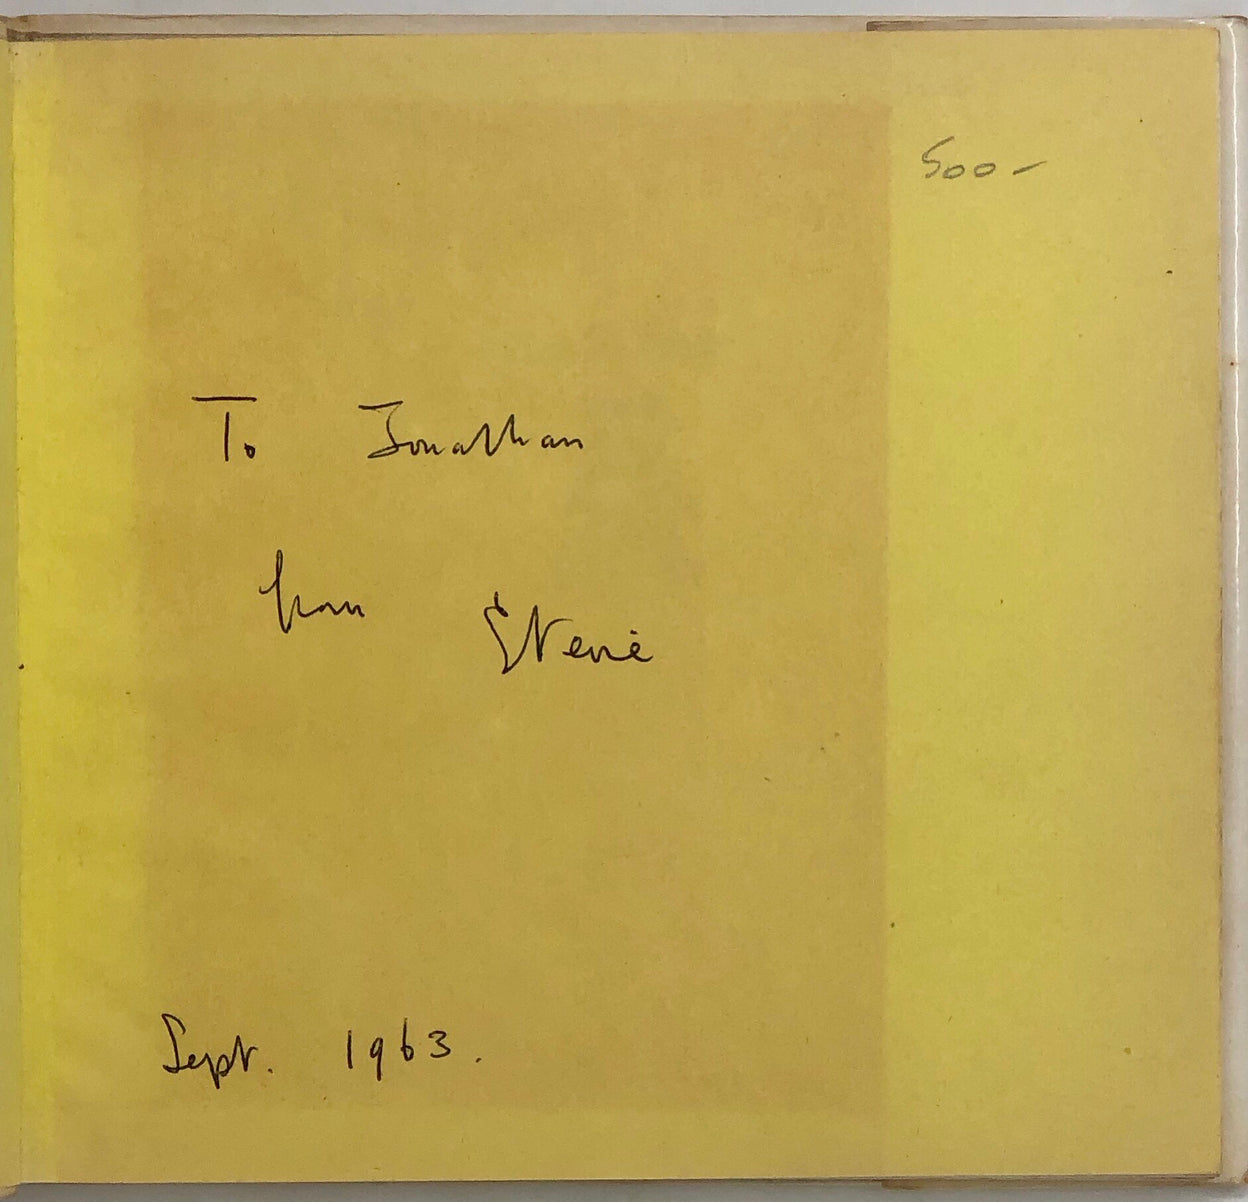 500-
To Jonathan
from Stevie
Sept. 1963.